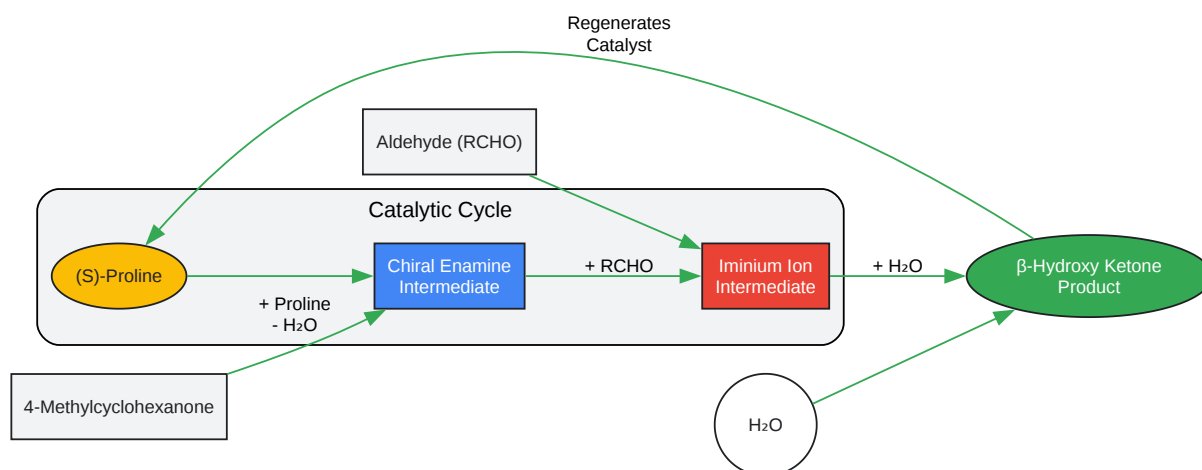 Regenerates
Catalyst
Aldehyde (RCHO)
Catalytic Cycle
(S)-Proline
Chiral Enamine
Intermediate
+ RCHO
Iminium Ion
Intermediate
+ H₂O
β-Hydroxy Ketone
Product
+ Proline
- H₂O
4-Methylcyclohexanone
H₂O